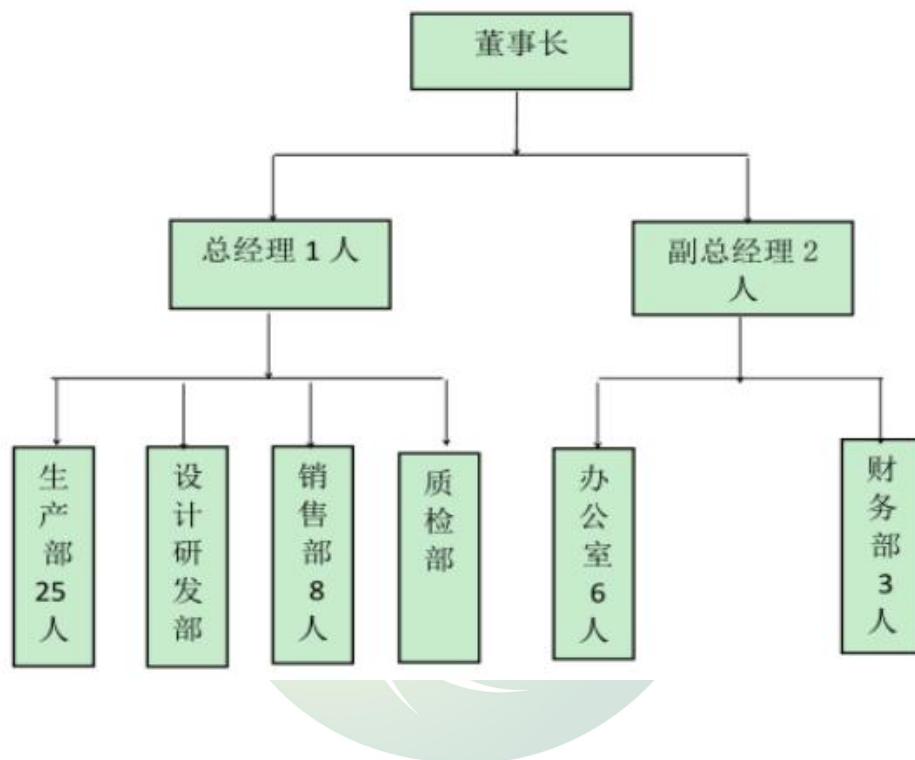 董事长
总经理 1 人
副总经理 2
人
生产部25人
设计研发部
销售部8人
质检部
办公室6人
财务部3人